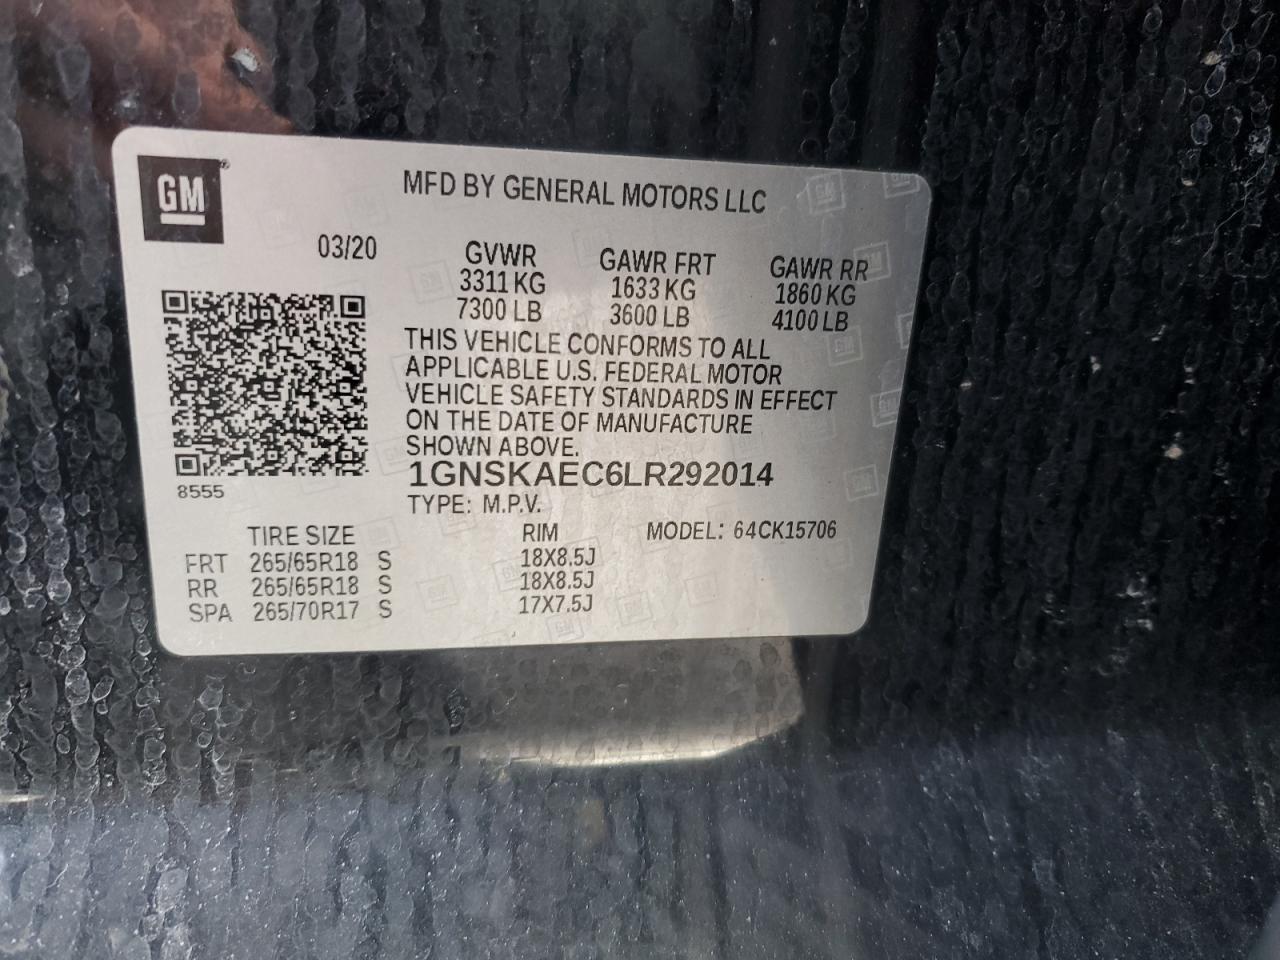 GM
MFD BY GENERAL MOTORS LLC
03/20
GVWR
3311 KG
7300 LB
GAWR FRT
1633 KG
3600 LB
GAWR RR
1860 KG
4100 LB
THIS VEHICLE CONFORMS TO ALL
APPLICABLE U.S. FEDERAL MOTOR
VEHICLE SAFETY STANDARDS IN EFFECT
ON THE DATE OF MANUFACTURE
SHOWN ABOVE.
8555
1GNSKAEC6LR292014
TYPE: M.P.V.
TIRE SIZE RIM MODEL: 64CK15706
FRT 265/65R18 S 18X8.5J
RR 265/65R18 S 18X8.5J
SPA 265/70R17 S 17X7.5J